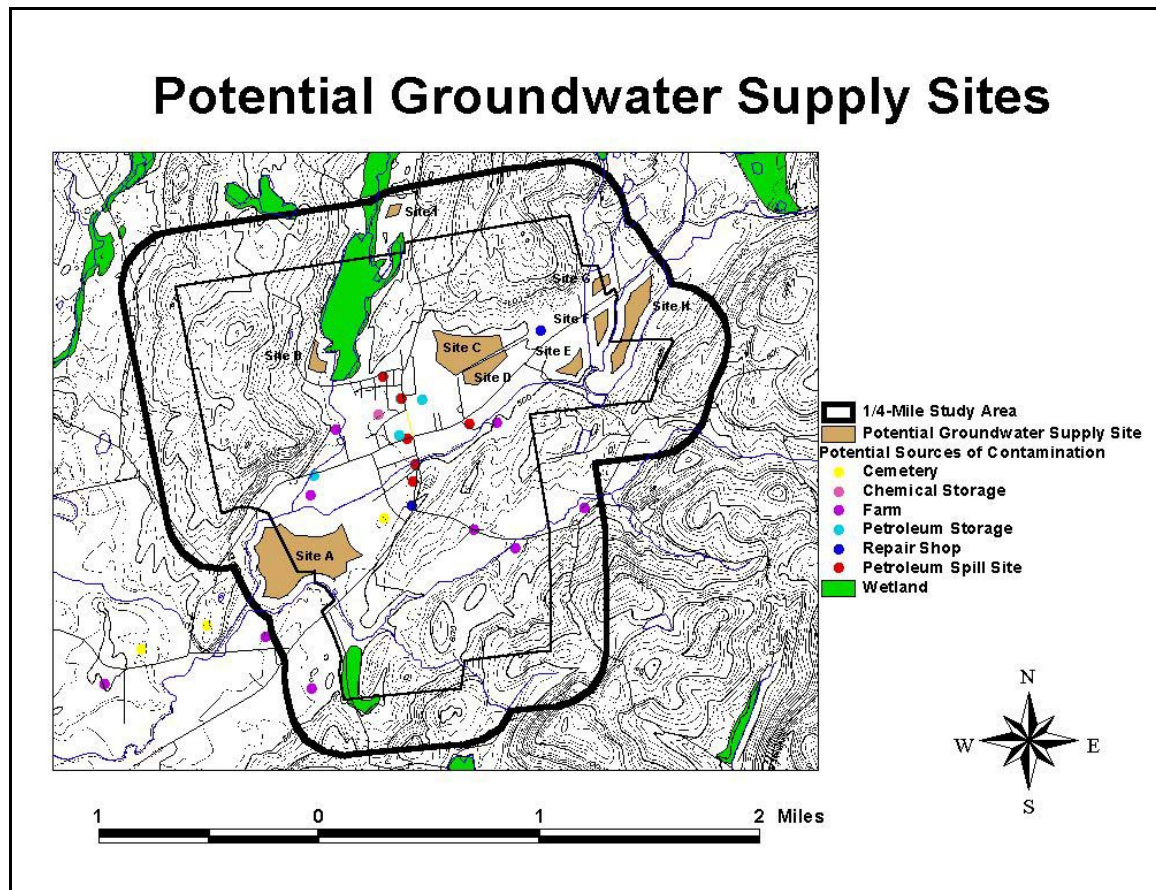 Potential Groundwater Supply Sites
Site I
Site G
Site H
Site F
Site B
Site C
Site E
Site D
500
Site A
600
1/4-Mile Study Area
Potential Groundwater Supply Site
Potential Sources of Contamination
Cemetery
Chemical Storage
Farm
Petroleum Storage
Repair Shop
Petroleum Spill Site
Wetland
N
W E
S
1 0 1 2 Miles